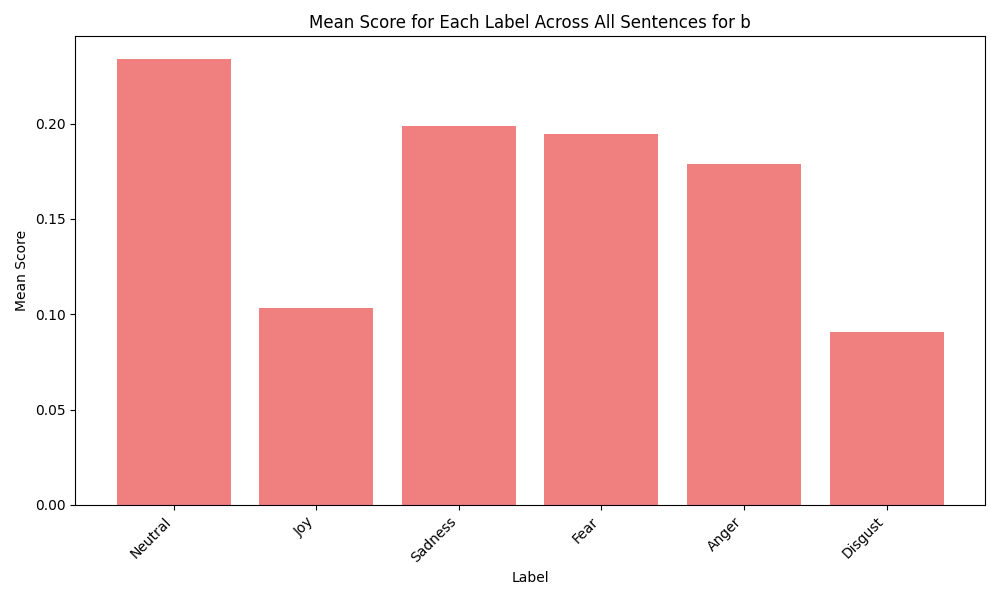 Mean Score for Each Label Across All Sentences for b
Mean Score
0.20
0.15
0.10
0.05
0.00
Neutral
Joy
Sadness
Fear
Anger
Disgust
Label